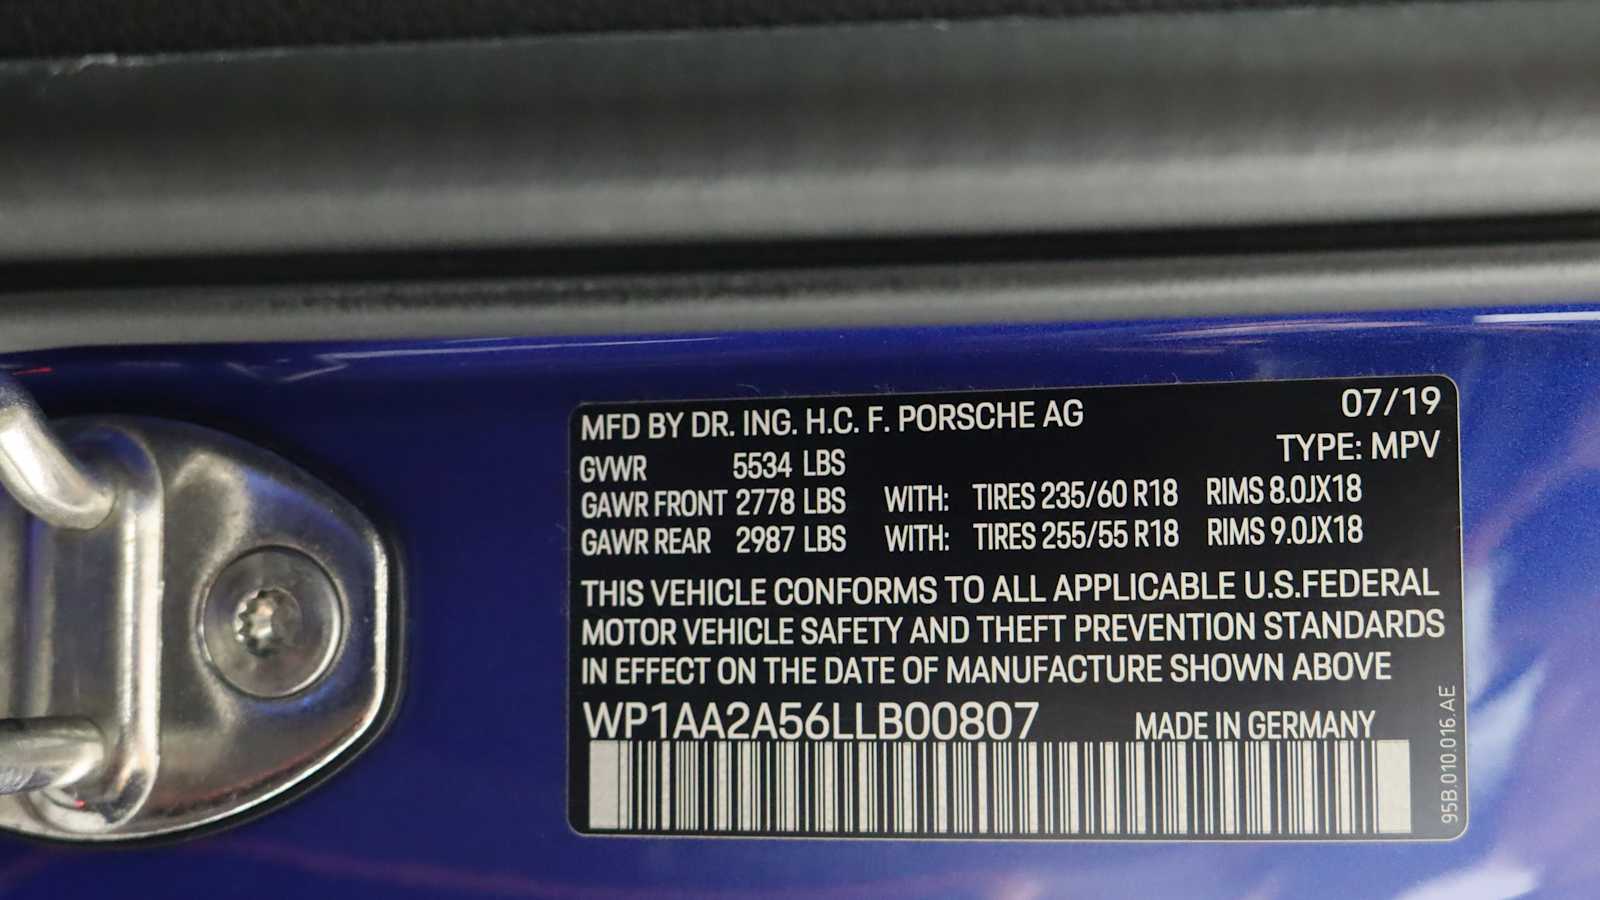 MFD BY DR. ING. H.C. F. PORSCHE AG 07/19
TYPE: MPV
GVWR 5534 LBS
GAWR FRONT 2778 LBS WITH: TIRES 235/60 R18 RIMS 8.0JX18
GAWR REAR 2987 LBS WITH: TIRES 255/55 R18 RIMS 9.0JX18
THIS VEHICLE CONFORMS TO ALL APPLICABLE U.S.FEDERAL
MOTOR VEHICLE SAFETY AND THEFT PREVENTION STANDARDS
IN EFFECT ON THE DATE OF MANUFACTURE SHOWN ABOVE
WP1AA2A56LLB00807 MADE IN GERMANY
95B.010.016.AE